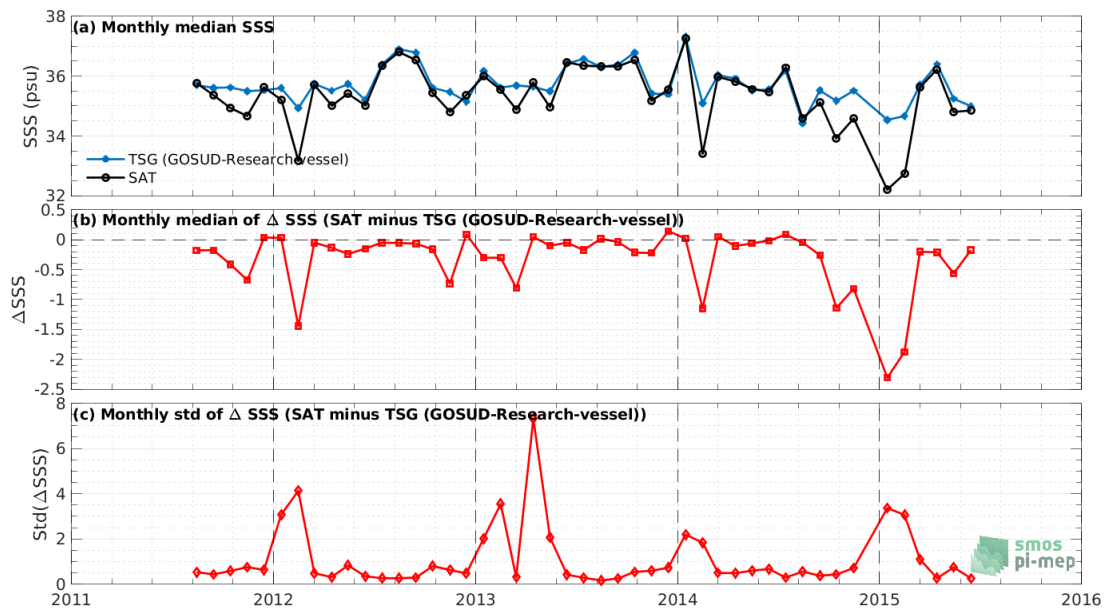 38
(a) Monthly median SSS
36
34
32
SSS (psu)
TSG (GOSUD-Research-vessel)
SAT
0.5
(b) Monthly median of Δ SSS (SAT minus TSG (GOSUD-Research-vessel))
0
-0.5
-1
-1.5
-2
-2.5
ΔSSS
8
(c) Monthly std of Δ SSS (SAT minus TSG (GOSUD-Research-vessel))
6
4
2
0
Std(ΔSSS)
smos
pi-mep
2011 2012 2013 2014 2015 2016